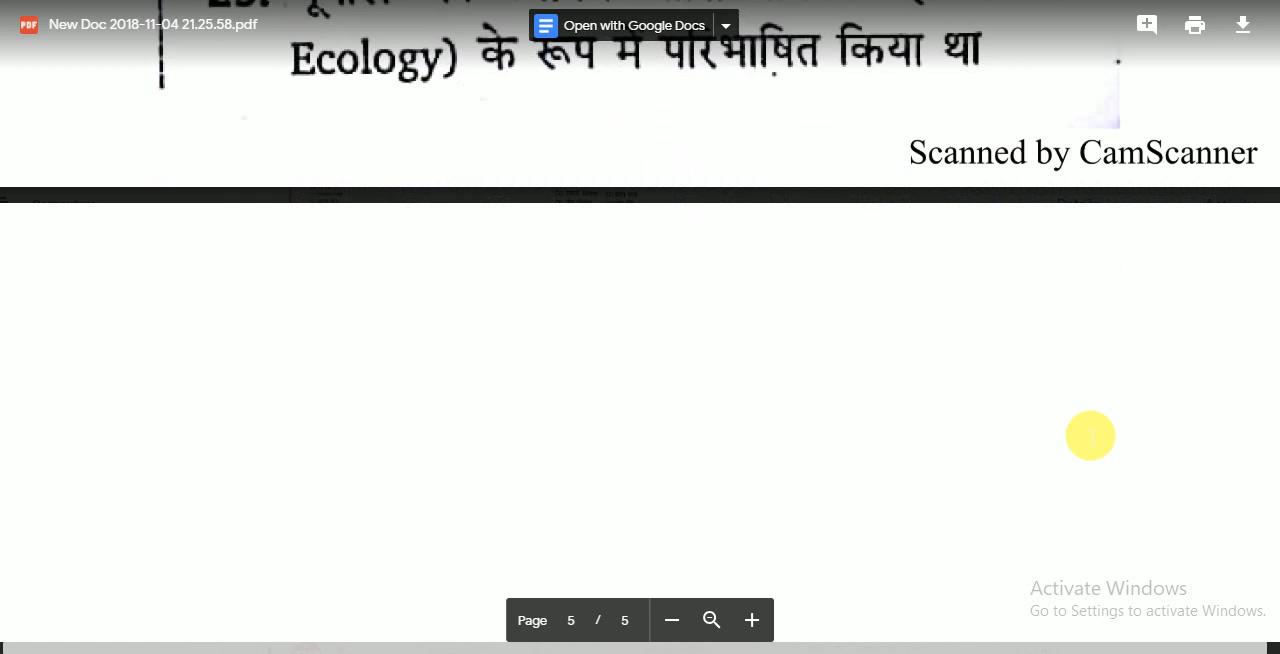 PDF New Doc 2018-11-04 21.25.58.pdf
Open with Google Docs
Ecology) के रूप में परिभाषित किया था
Scanned by CamScanner
Activate Windows
Go to Settings to activate Windows.
Page 5 / 5